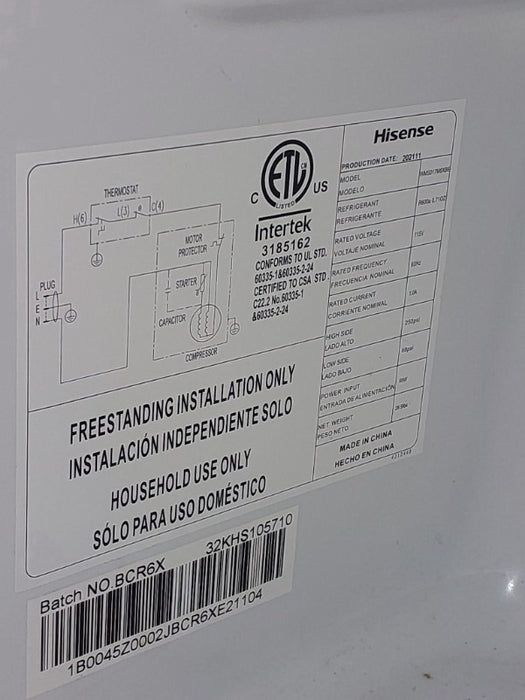 Hisense
PRODUCTION DATE: 202111
MODEL
MODELO
REFRIGERANT
REFRIGERANTE
RATED VOLTAGE 115V
VOLTAJE NOMINAL
RATED FREQUENCY 60Hz
FRECUENCIA NOMINAL
RATED CURRENT 1.0A
CORRIENTE NOMINAL
HIGH SIDE
LADO ALTO
LOW SIDE
LADO BAJO
POWER INPUT
ENTRADA DE ALIMENTACIÓN
NET WEIGHT
PESO NETO
MADE IN CHINA
HECHO EN CHINA
THERMOSTAT
H(6) L(3) C(4)
MOTOR
PROTECTOR
STARTER
CAPACITOR
COMPRESSOR
PLUG
L
E
N
C ETL CM US
LISTED
Intertek
3185162
CONFORMS TO UL STD.
60335-1&60335-2-24
CERTIFIED TO CSA STD.
C22.2 No.60335-1
&60335-2-24
FREESTANDING INSTALLATION ONLY
INSTALACIÓN INDEPENDIENTE SOLO
HOUSEHOLD USE ONLY
SÓLO PARA USO DOMÉSTICO
Batch NO.BCR6X 32KHS105710
1B0045Z0002JBCR6XE21104